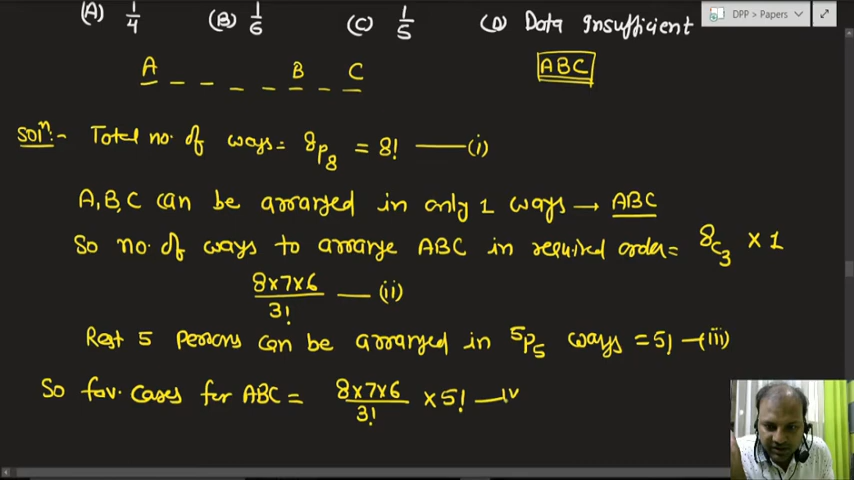 (A) 1/4 (B) 1/6 (C) 1/5 (D) Data Insufficient
DPP > Papers
A _ _ _ B _ C
ABC
Solⁿ:- Total no. of ways = 8P8 = 8! —(i)
A,B,C can be arranged in only 1 ways → ABC
So no. of ways to arrange ABC in required order = 8C3 × 1
8×7×6/3! —(ii)
Rest 5 persons can be arranged in 5P5 ways = 5! —(iii)
So fav. cases for ABC = 8×7×6/3! × 5! —iv